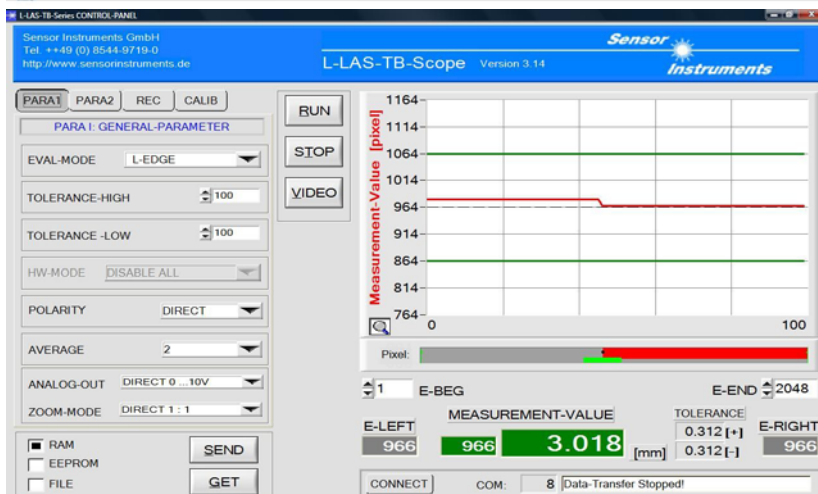 L-LAS-TB-Series CONTROL-PANEL
Sensor Instruments GmbH
Tel. ++49 (0) 8544-9719-0
http://www.sensorinstruments.de
L-LAS-TB-Scope Version 3.14
Sensor
Instruments
PARA1 PARA2 REC CALIB
PARA I: GENERAL-PARAMETER
EVAL-MODE L-EDGE
TOLERANCE-HIGH 100
TOLERANCE -LOW 100
HW-MODE DISABLE ALL
POLARITY DIRECT
AVERAGE 2
ANALOG-OUT DIRECT 0 ...10V
ZOOM-MODE DIRECT 1 : 1
RAM
EEPROM
FILE
SEND
GET
RUN
STOP
VIDEO
Measurement-Value [pixel]
1164
1114
1064
1014
964
914
864
814
764
0 100
Pixel:
1 E-BEG E-END 2048
E-LEFT MEASUREMENT-VALUE TOLERANCE E-RIGHT
966 966 3.018 [mm] 0.312 [+] 966
0.312 [-]
CONNECT COM: 8 Data-Transfer Stopped!